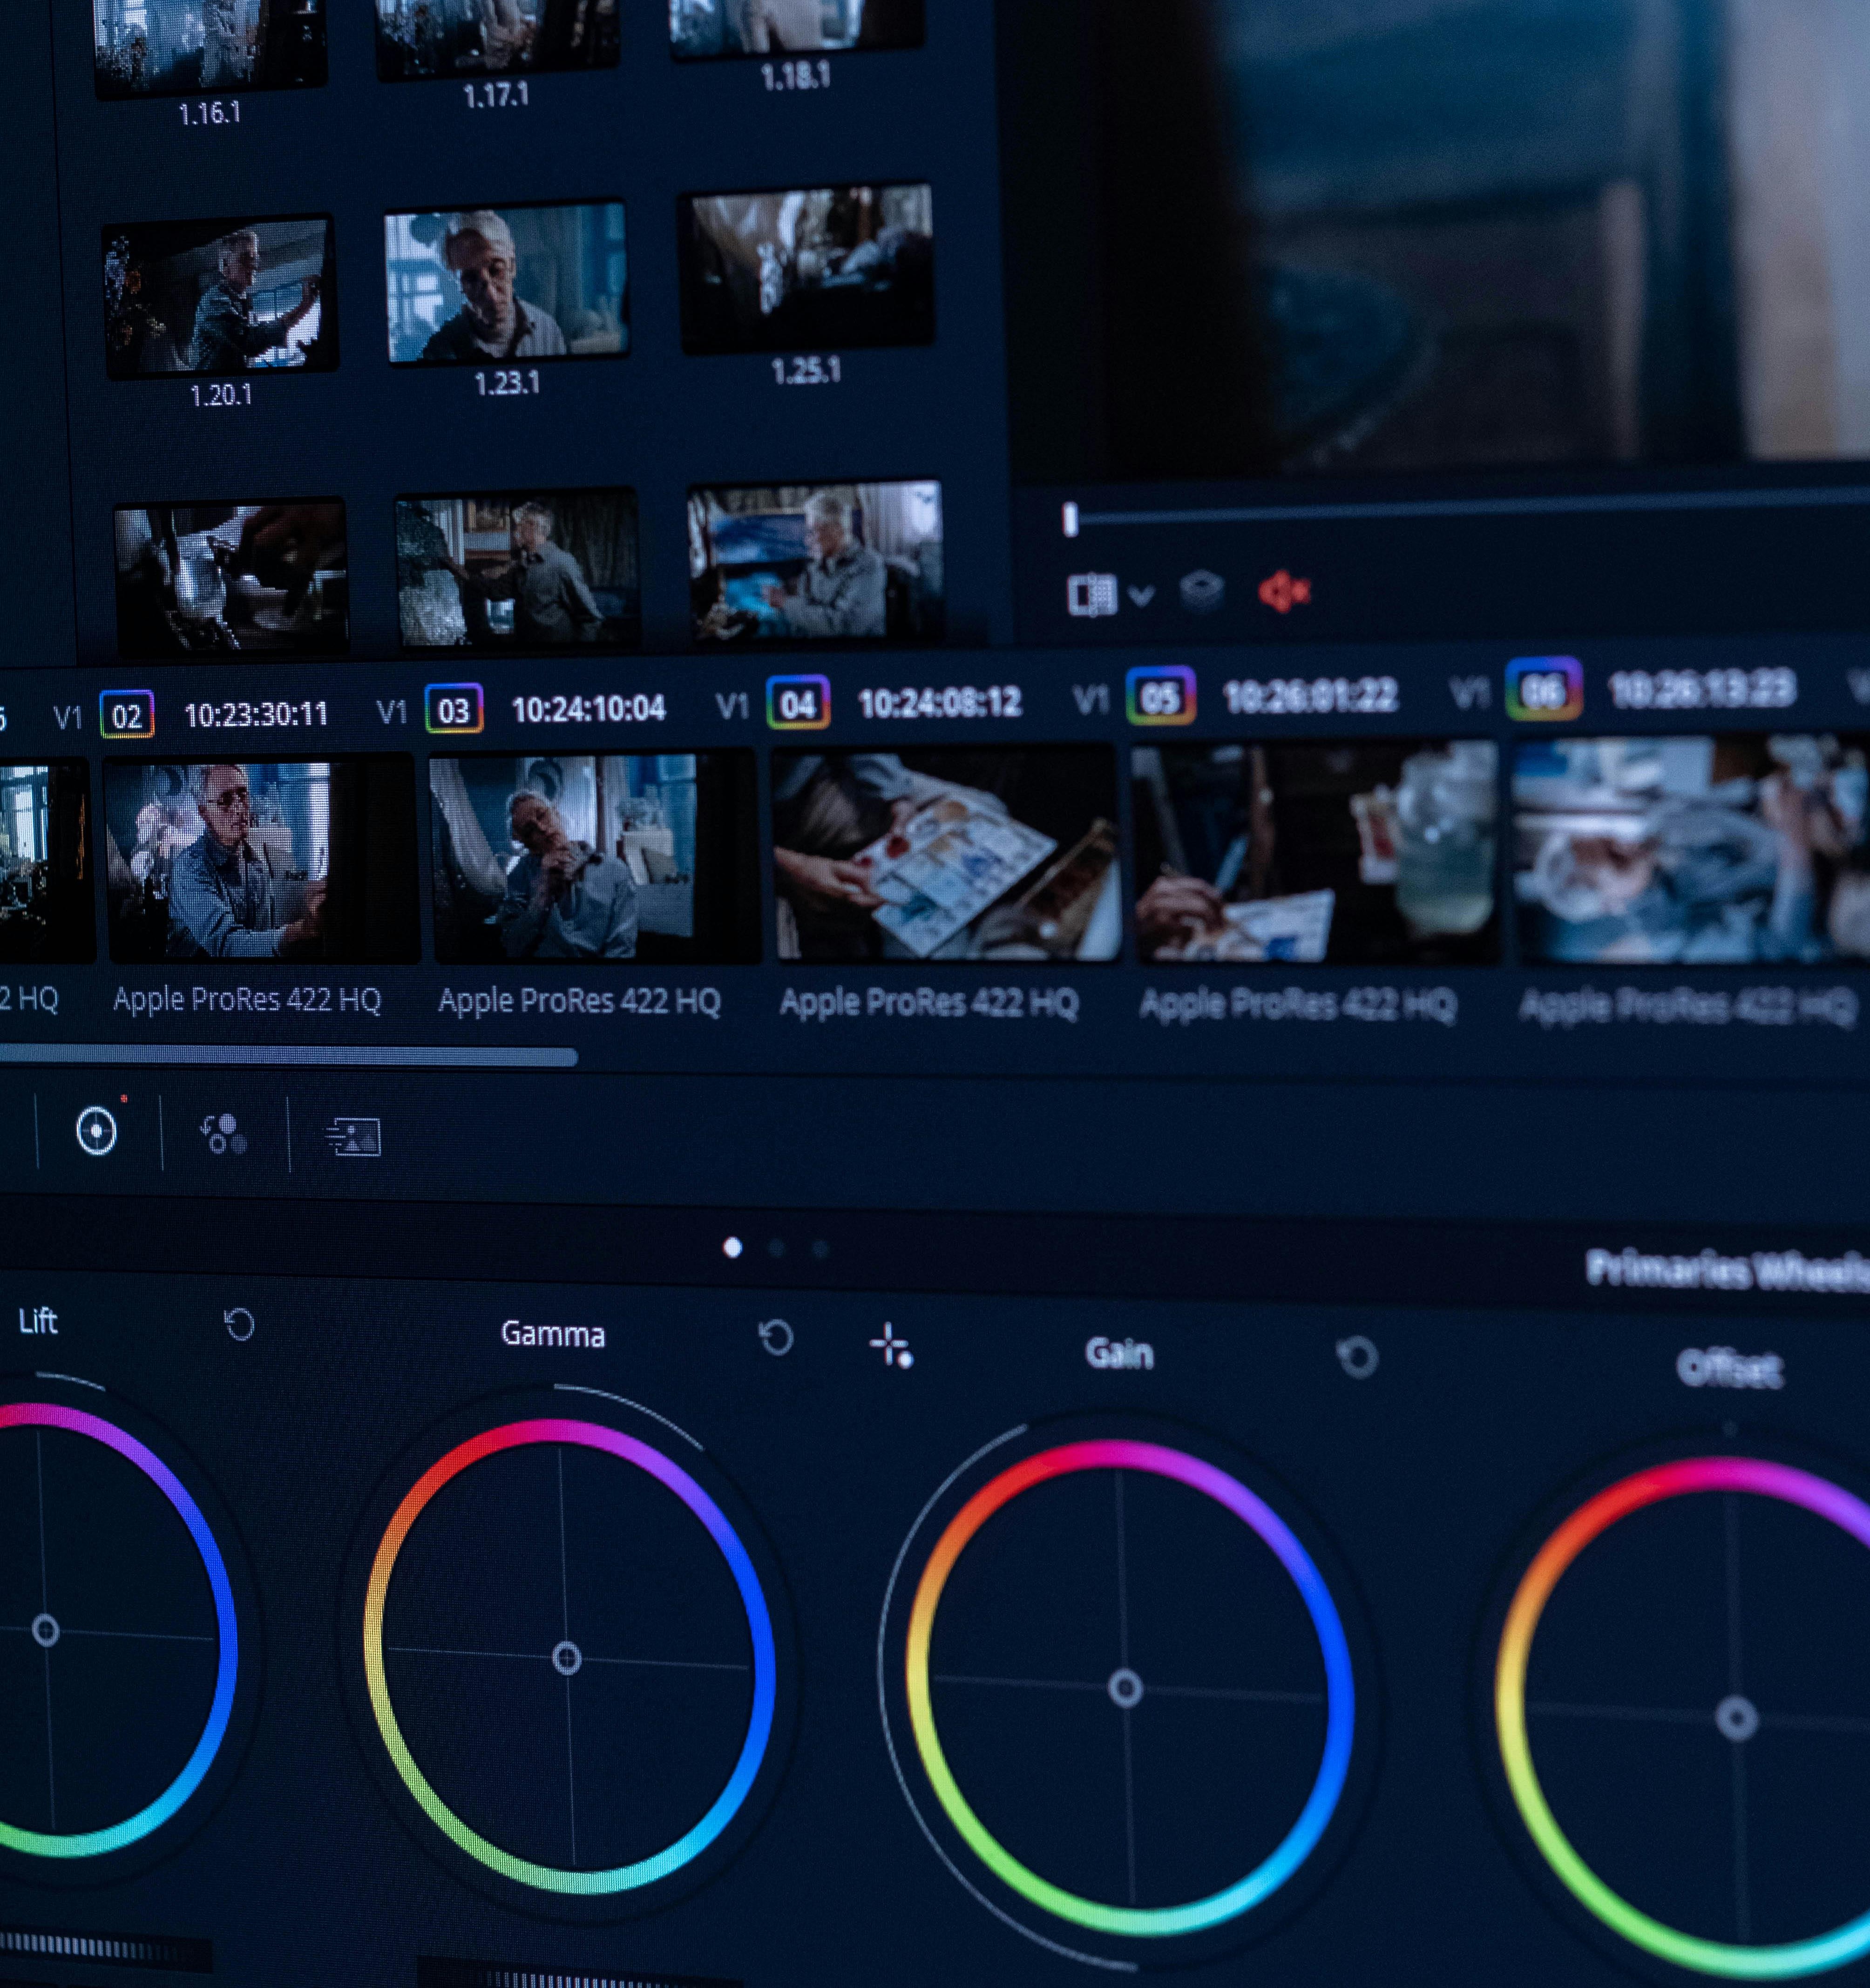 1.16.1 1.17.1 1.18.1
1.20.1 1.23.1 1.25.1
V1 02 10:23:30:11 V1 03 10:24:10:04 V1 04 10:24:08:12 V1 05 10:26:01:22 V1 06 10:26:13:23
2 HQ Apple ProRes 422 HQ Apple ProRes 422 HQ Apple ProRes 422 HQ Apple ProRes 422 HQ Apple ProRes 422 HQ
Primaries Wheels
Lift Gamma Gain Offset